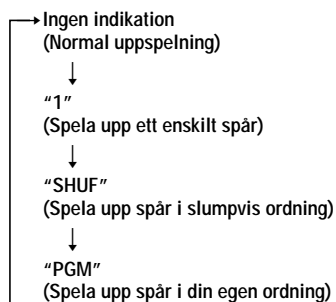 Ingen indikation
(Normal uppspelning)
“1”
(Spela upp ett enskilt spår)
“SHUF”
(Spela upp spår i slumpvis ordning)
“PGM”
(Spela upp spår i din egen ordning)